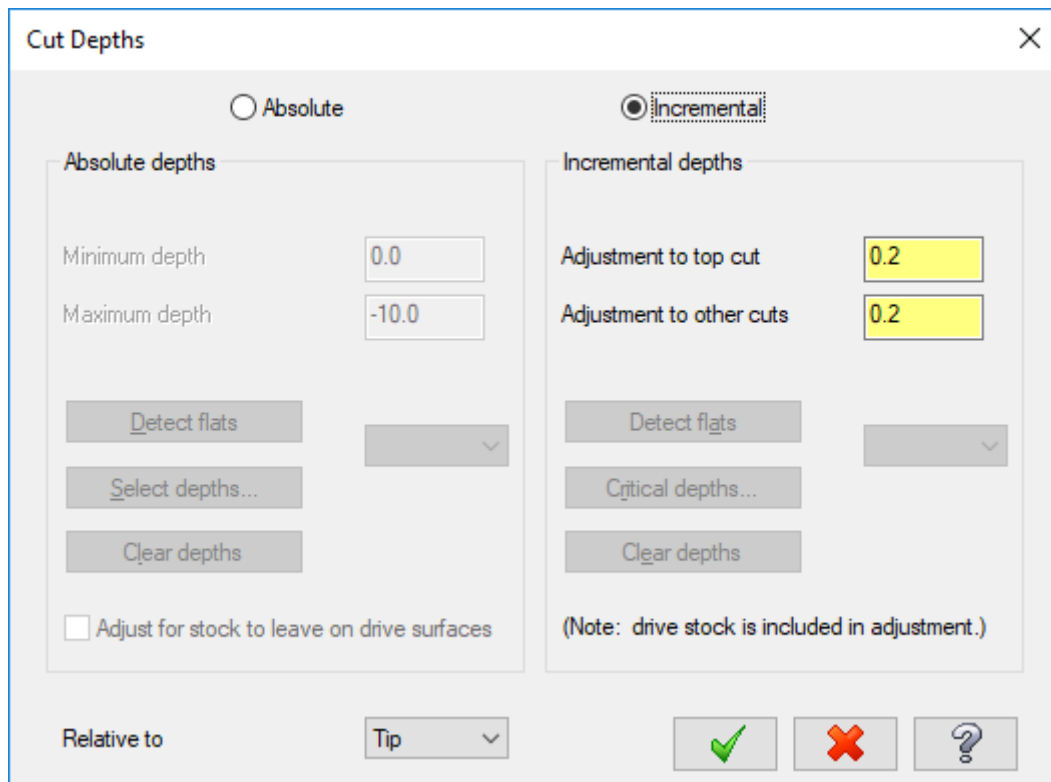 Cut Depths
Absolute
Incremental
Absolute depths
Minimum depth 0.0
Maximum depth -10.0
Detect flats
Select depths...
Clear depths
Adjust for stock to leave on drive surfaces
Incremental depths
Adjustment to top cut 0.2
Adjustment to other cuts 0.2
Detect flats
Critical depths...
Clear depths
(Note: drive stock is included in adjustment.)
Relative to Tip